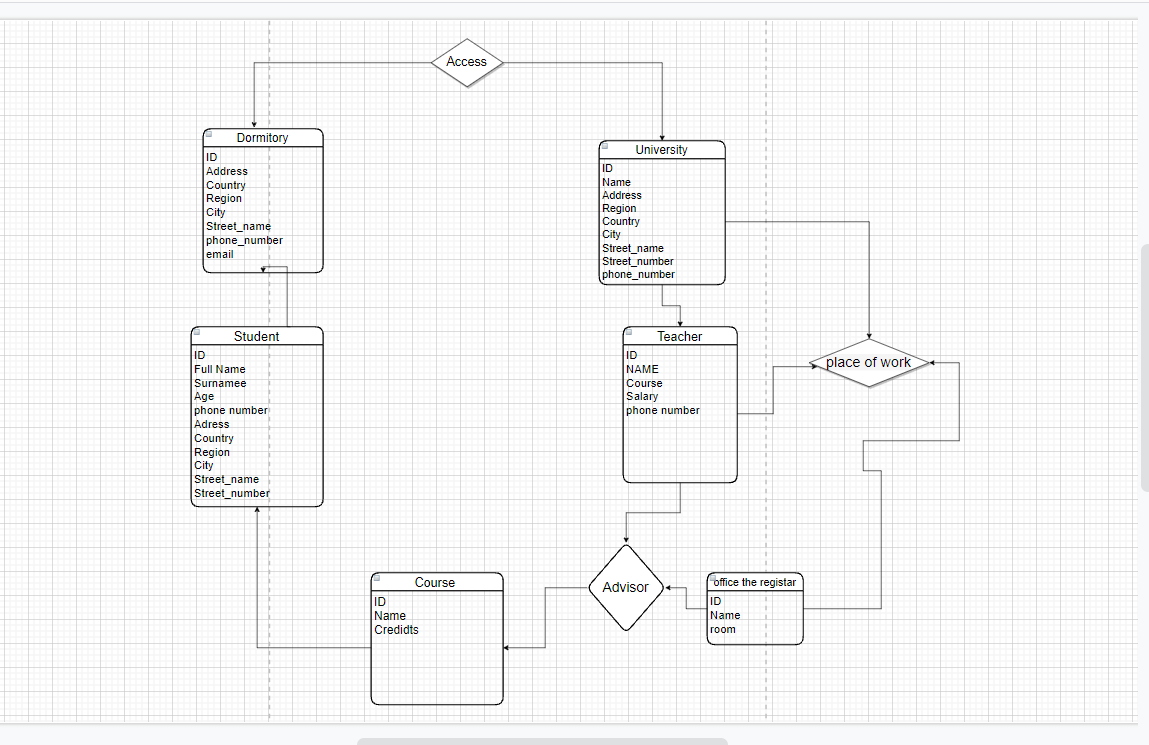 Access
Dormitory
ID
Address
Country
Region
City
Street_name
phone_number
email
University
ID
Name
Address
Region
Country
City
Street_name
Street_number
phone_number
Student
ID
Full Name
Surnamee
Age
phone number
Adress
Country
Region
City
Street_name
Street_number
Teacher
ID
NAME
Course
Salary
phone number
place of work
Course
ID
Name
Credidts
Advisor
office the registar
ID
Name
room